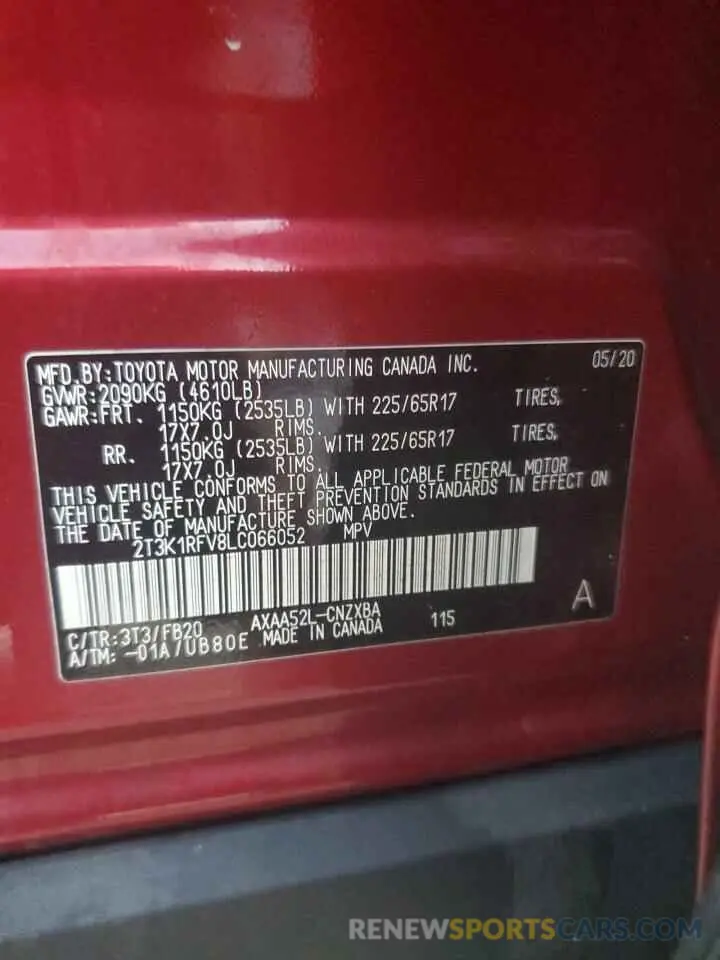 MFD.BY:TOYOTA MOTOR MANUFACTURING CANADA INC. 05/20
GVWR:2090KG (4610LB)
GAWR:FRT. 1150KG (2535LB) WITH 225/65R17 TIRES,
17X7.0J RIMS.
RR. 1150KG (2535LB) WITH 225/65R17 TIRES,
17X7.0J RIMS.
THIS VEHICLE CONFORMS TO ALL APPLICABLE FEDERAL MOTOR
VEHICLE SAFETY AND THEFT PREVENTION STANDARDS IN EFFECT ON
THE DATE OF MANUFACTURE SHOWN ABOVE.
2T3K1RFV8LC066052 MPV
A
C/TR:3T3/FB20 AXAA52L-CNZXBA 115
A/TM: -01A/UB80E MADE IN CANADA
RENEWSPORTSCARS.COM